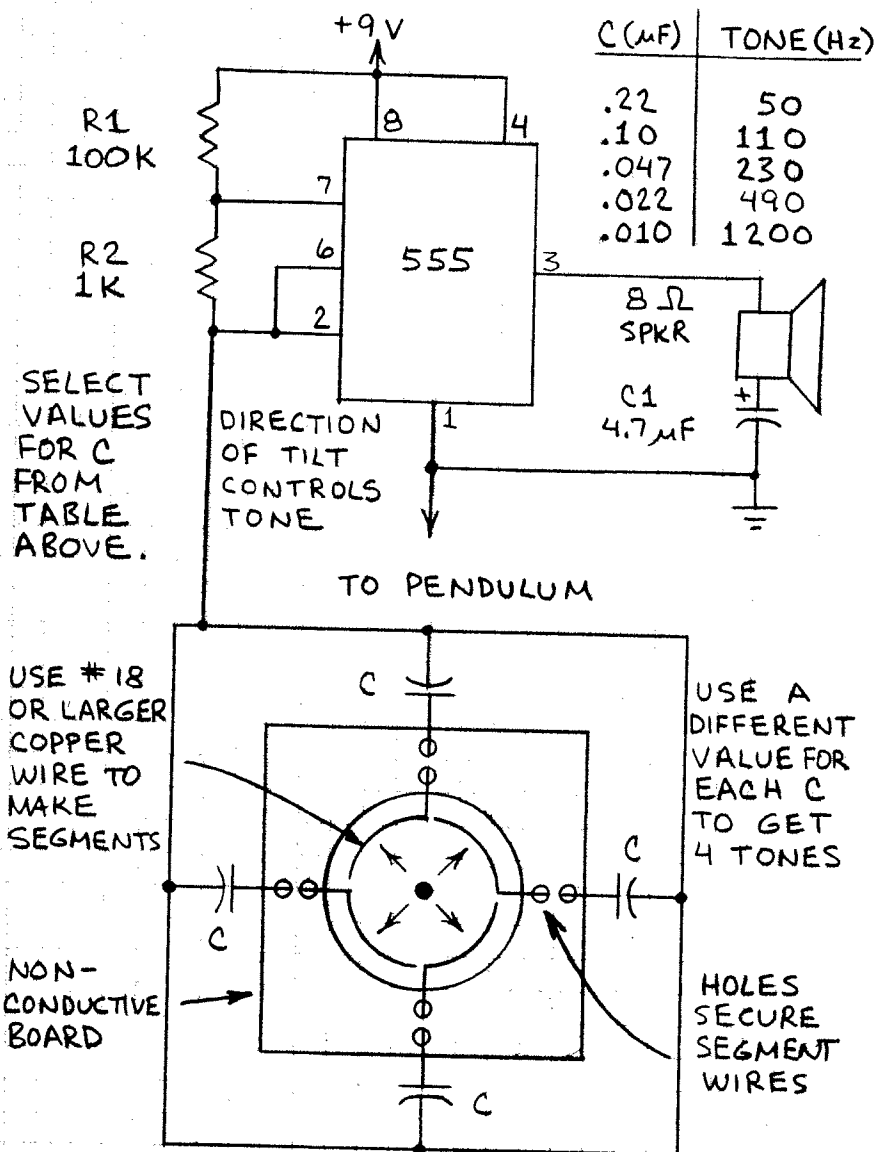 +9V
C (μF) TONE (Hz)
.22 50
.10 110
.047 230
.022 490
.010 1200
R1
100K
8
4
7
R2
1K
6
555
3
2
8 Ω
SPKR
C1
4.7 μF
+
1
SELECT
VALUES
FOR C
FROM
TABLE
ABOVE.
DIRECTION
OF TILT
CONTROLS
TONE
TO PENDULUM
USE #18
OR LARGER
COPPER
WIRE TO
MAKE
SEGMENTS
C
USE A
DIFFERENT
VALUE FOR
EACH C
TO GET
4 TONES
C
C
NON-
CONDUCTIVE
BOARD
HOLES
SECURE
SEGMENT
WIRES
C